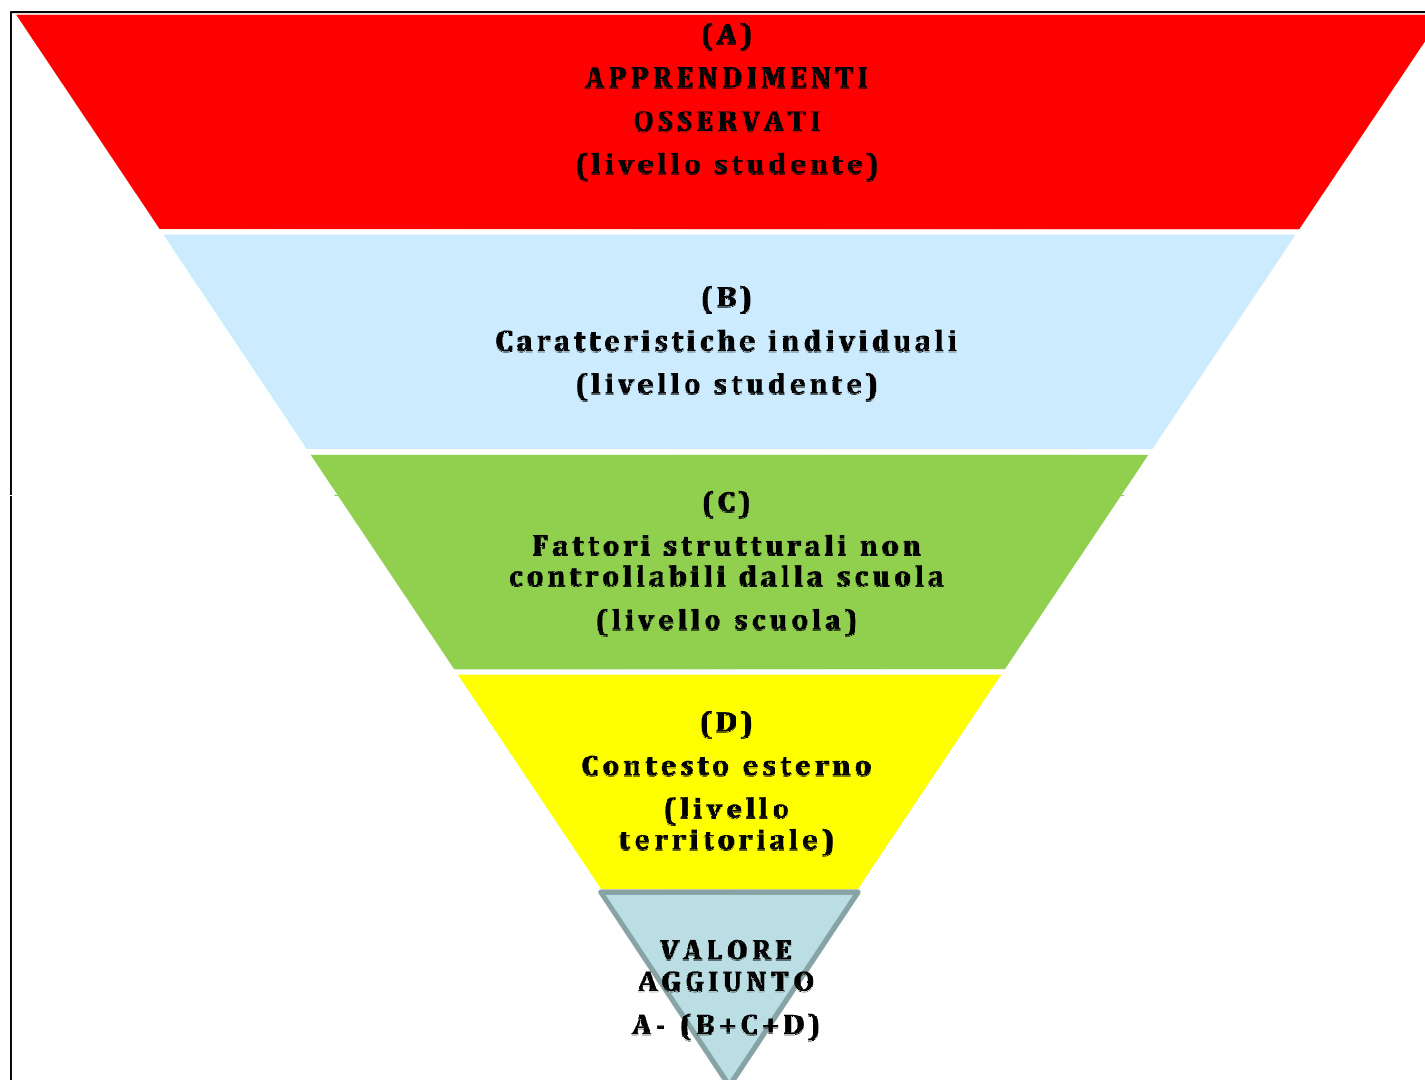 (A)
APPRENDIMENTI
OSSERVATI
(livello studente)
(B)
Caratteristiche individuali
(livello studente)
(C)
Fattori strutturali non
controllabili dalla scuola
(livello scuola)
(D)
Contesto esterno
(livello
territoriale)
VALORE
AGGIUNTO
A- (B+C+D)